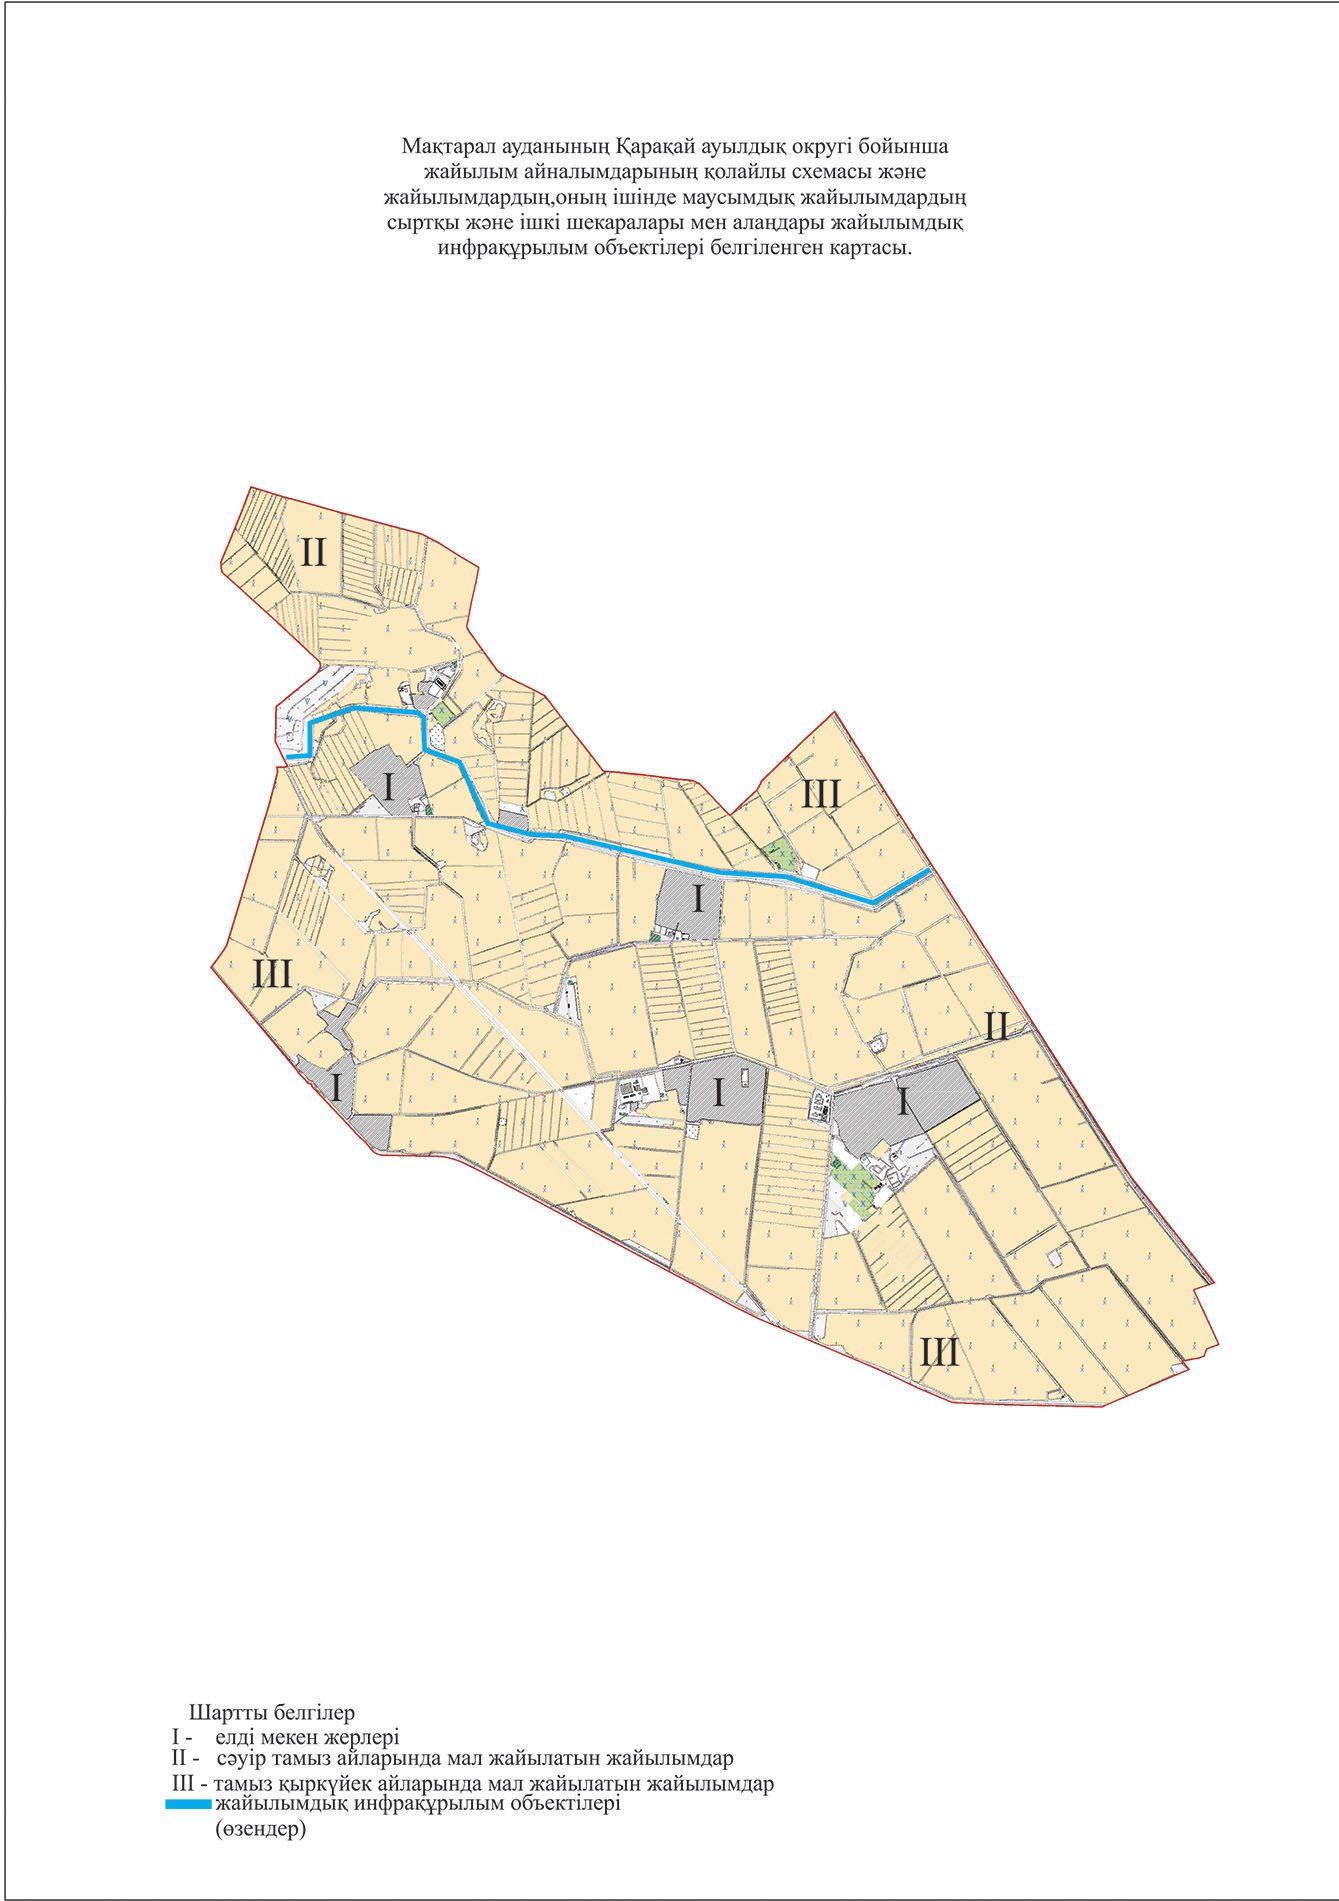 Мақтарал ауданының Қарақай ауылдық округі бойынша
жайылым айналымдарының қолайлы схемасы және
жайылымдардың,оның ішінде маусымдық жайылымдардың
сыртқы және ішкі шекаралары мен алаңдары жайылымдық
инфрақұрылым объектілері белгіленген картасы.
II
I
III
I
III
II
I
I
I
III
Шартты белгілер
I - елді мекен жерлері
II - сәуір тамыз айларында мал жайылатын жайылымдар
III - тамыз қыркүйек айларында мал жайылатын жайылымдар
жайылымдық инфрақұрылым объектілері
(өзендер)